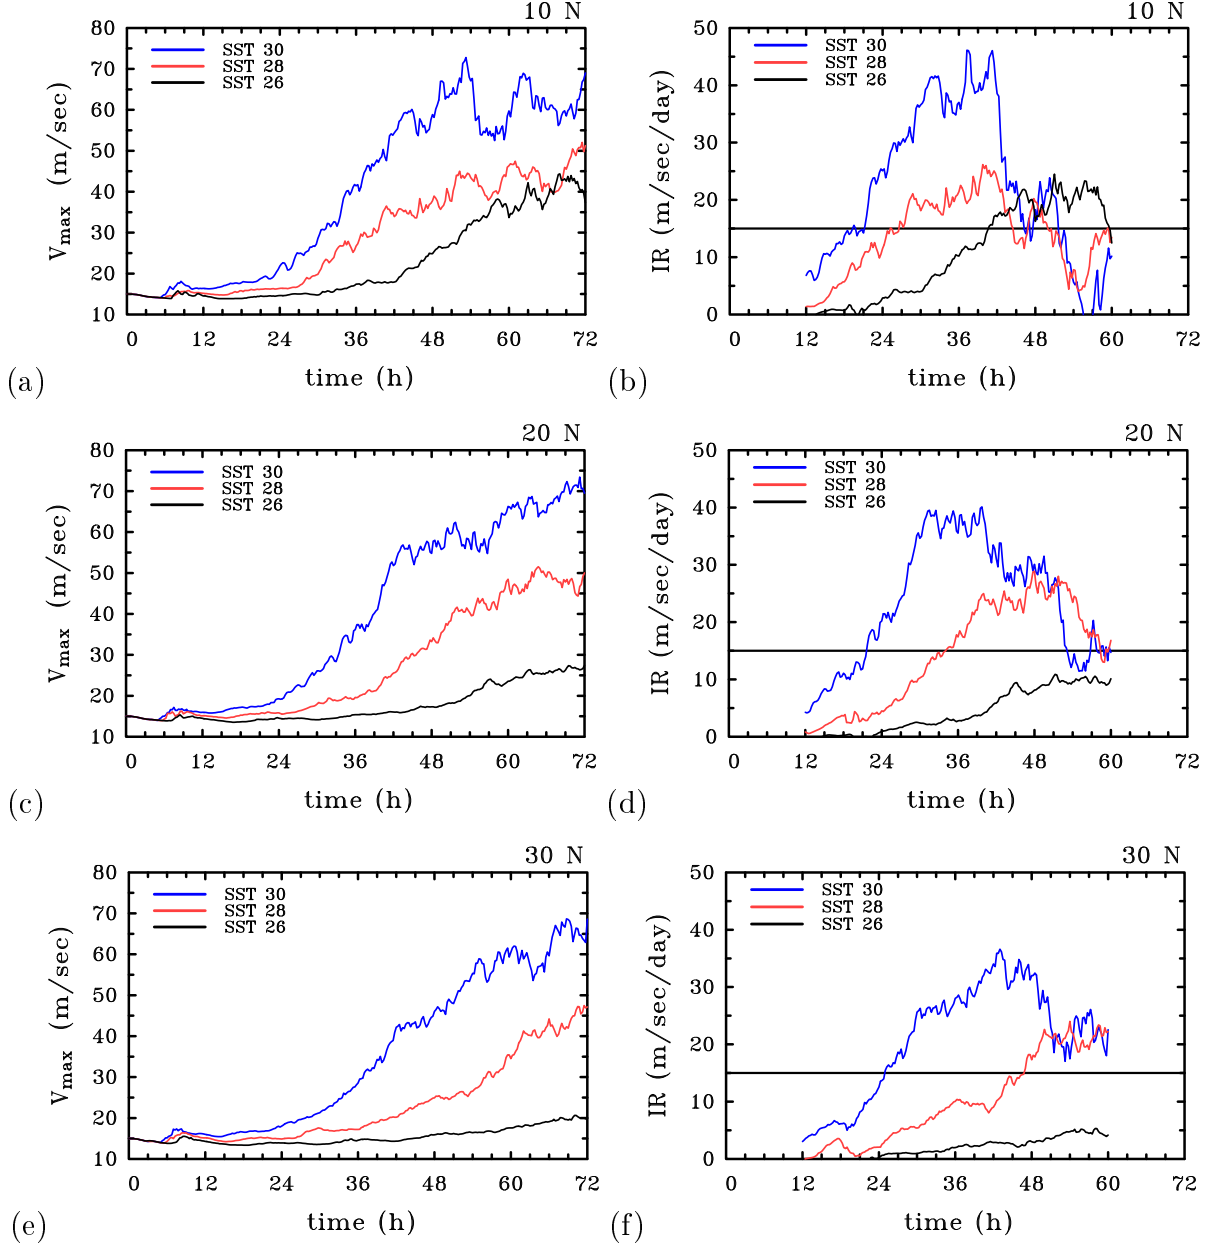 10 N
80
70
60
50
40
30
20
10
V_max (m/sec)
SST 30
SST 28
SST 26
0 12 24 36 48 60 72
time (h)
(a)
10 N
50
40
30
20
10
0
IR (m/sec/day)
SST 30
SST 28
SST 26
0 12 24 36 48 60 72
time (h)
(b)
20 N
80
70
60
50
40
30
20
10
V_max (m/sec)
SST 30
SST 28
SST 26
0 12 24 36 48 60 72
time (h)
(c)
20 N
50
40
30
20
10
0
IR (m/sec/day)
SST 30
SST 28
SST 26
0 12 24 36 48 60 72
time (h)
(d)
30 N
80
70
60
50
40
30
20
10
V_max (m/sec)
SST 30
SST 28
SST 26
0 12 24 36 48 60 72
time (h)
(e)
30 N
50
40
30
20
10
0
IR (m/sec/day)
SST 30
SST 28
SST 26
0 12 24 36 48 60 72
time (h)
(f)